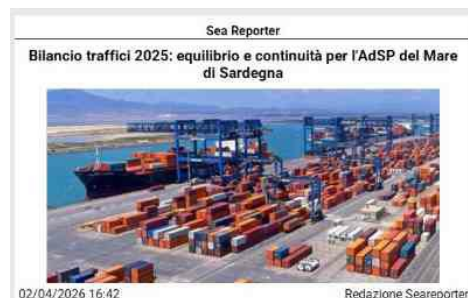 Sea Reporter
Bilancio traffici 2025: equilibrio e continuità per l'AdSP del Mare
di Sardegna
02/04/2026 16:42
Redazione Seareporter